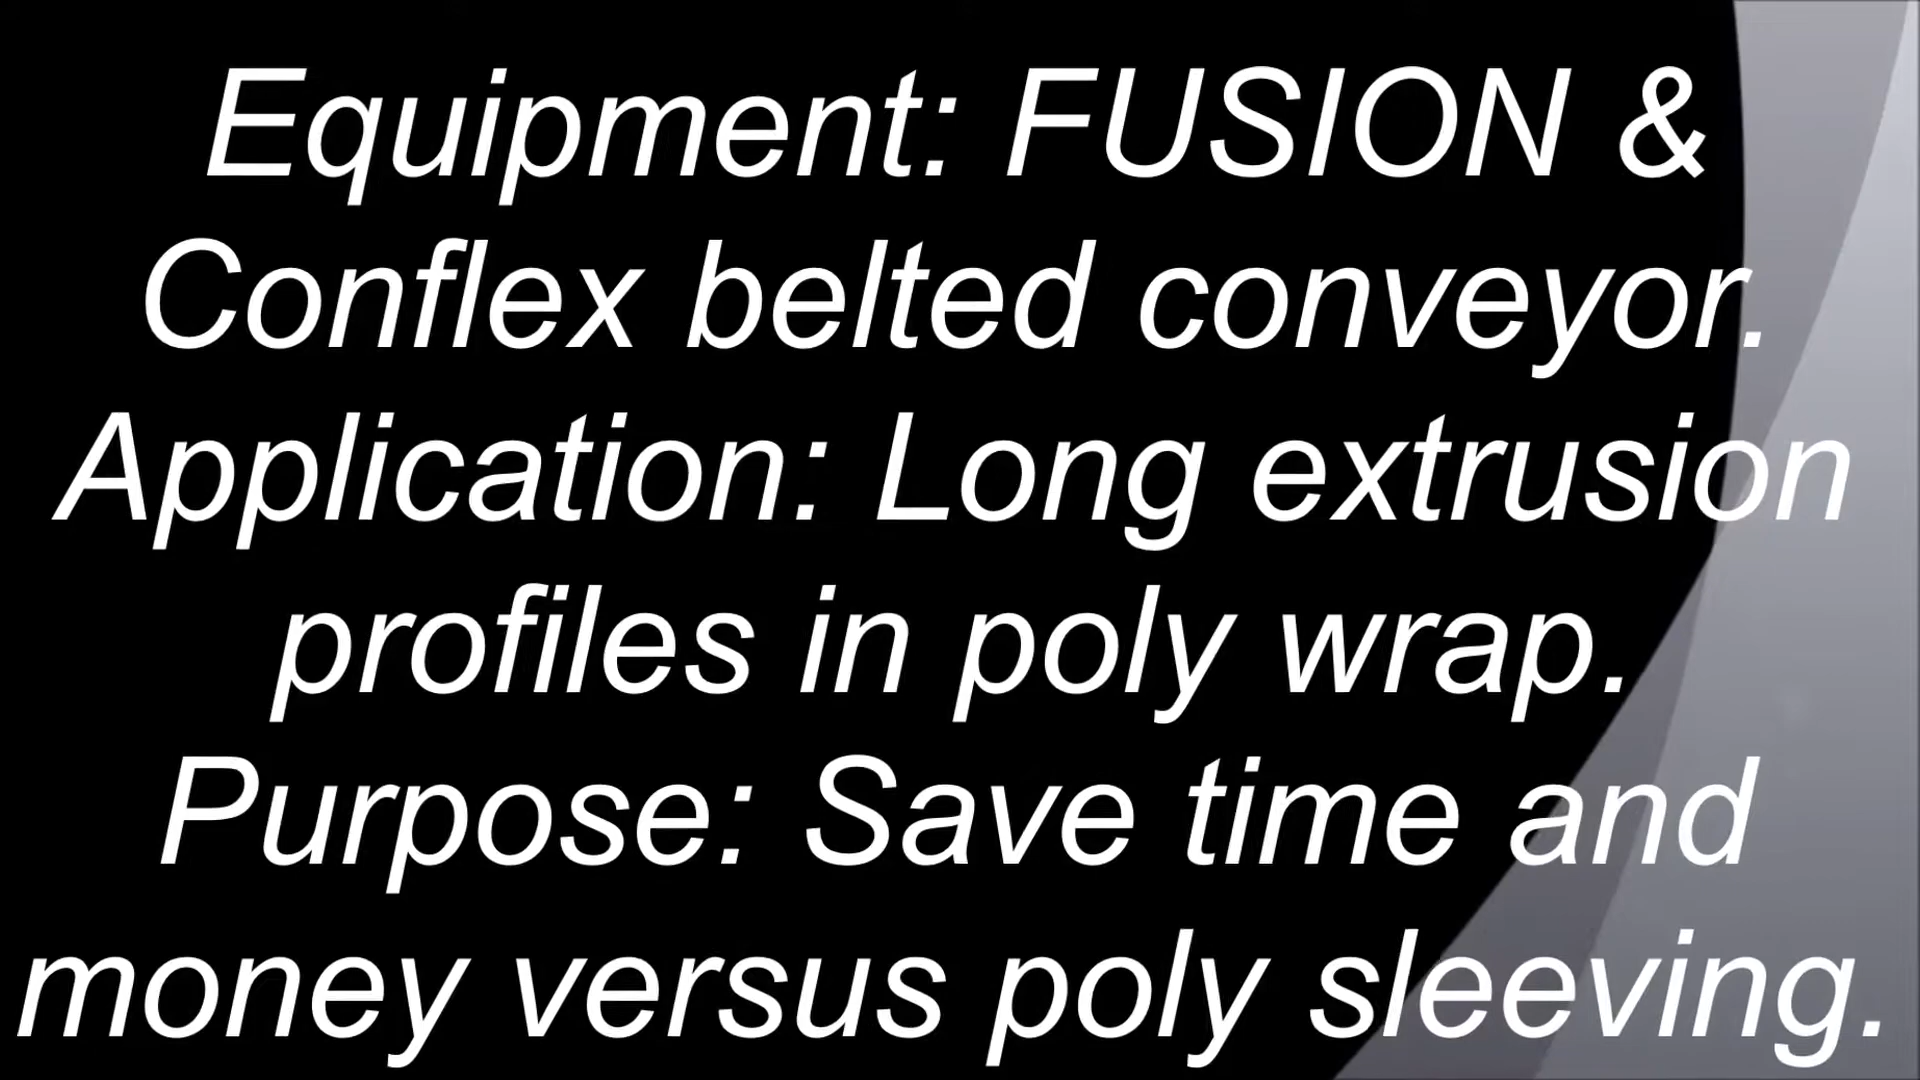 Equipment: FUSION &
Conflex belted conveyor.
Application: Long extrusion
profiles in poly wrap.
Purpose: Save time and
money versus poly sleeving.